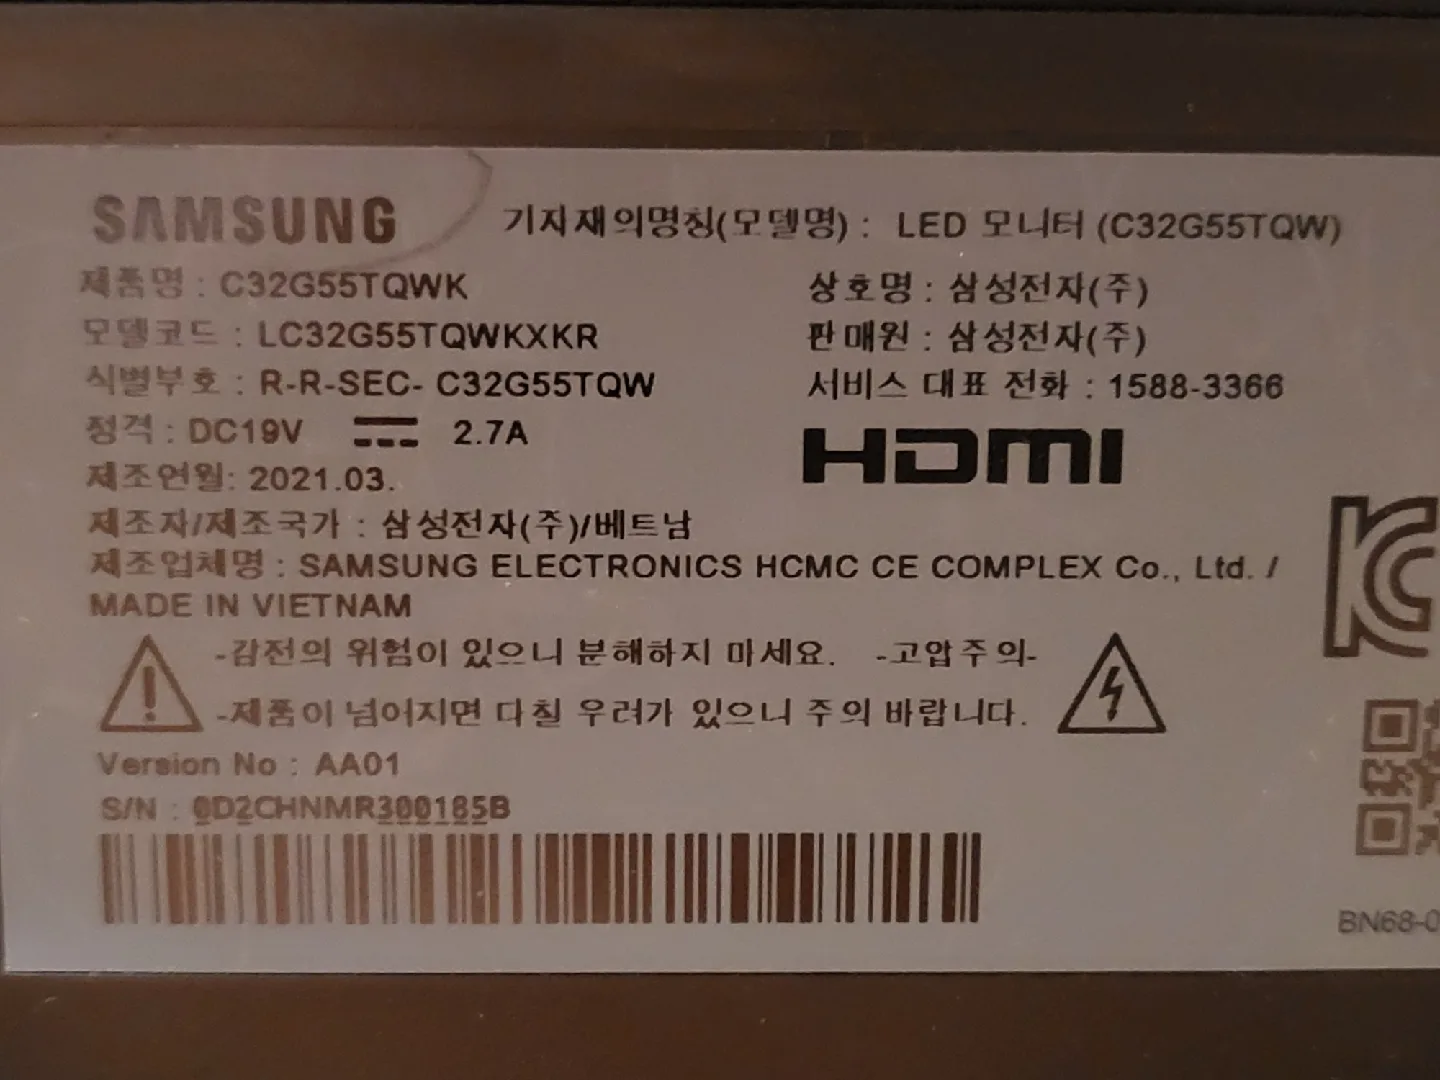 SAMSUNG 기자재의명칭(모델명) : LED 모니터 (C32G55TQW)
제품명 : C32G55TQWK 상호명 : 삼성전자(주)
모델코드 : LC32G55TQWKXKR 판매원 : 삼성전자(주)
식별부호 : R-R-SEC- C32G55TQW 서비스 대표 전화 : 1588-3366
정격 : DC19V 2.7A HDMI
제조연월: 2021.03.
제조자/제조국가 : 삼성전자(주)/베트남
제조업체명 : SAMSUNG ELECTRONICS HCMC CE COMPLEX Co., Ltd. /
MADE IN VIETNAM
-감전의 위험이 있으니 분해하지 마세요. -고압주의-
-제품이 넘어지면 다칠 우려가 있으니 주의 바랍니다.
Version No : AA01
S/N : 0D2CHNMR300185B
BN68-0